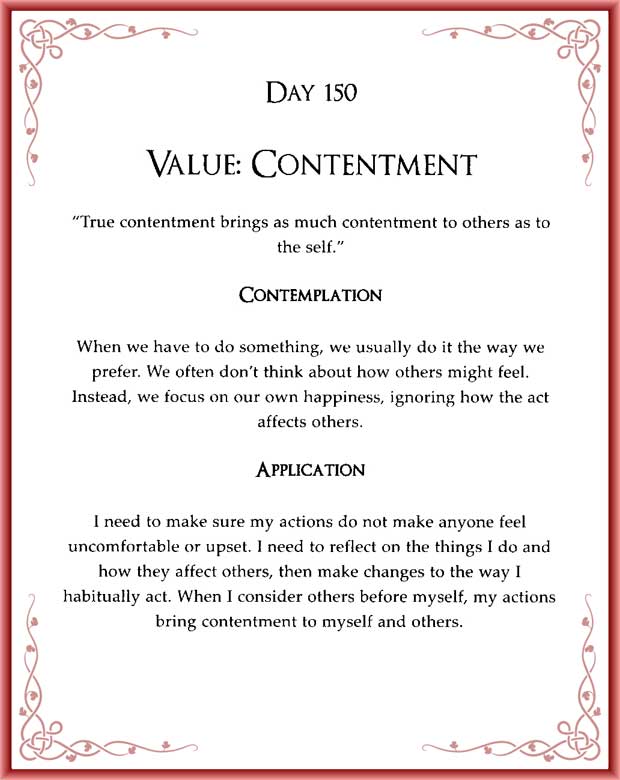 Day 150
Value: Contentment
"True contentment brings as much contentment to others as to
the self."
Contemplation
When we have to do something, we usually do it the way we
prefer. We often don't think about how others might feel.
Instead, we focus on our own happiness, ignoring how the act
affects others.
Application
I need to make sure my actions do not make anyone feel
uncomfortable or upset. I need to reflect on the things I do and
how they affect others, then make changes to the way I
habitually act. When I consider others before myself, my actions
bring contentment to myself and others.